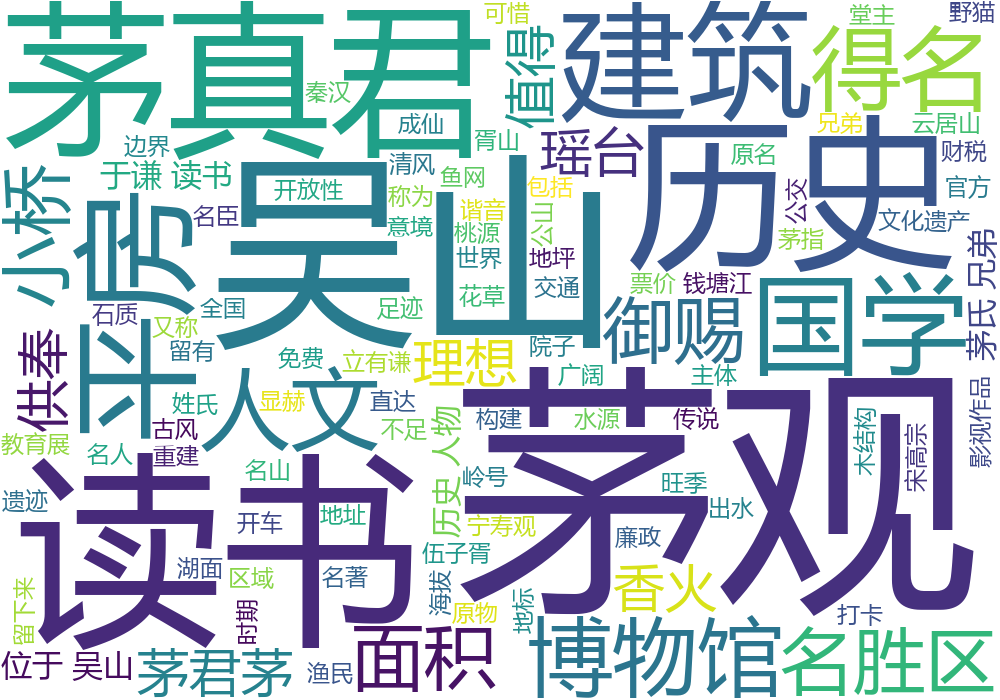 茅真君
建筑
得名
堂主
野猫
可惜
值得
秦汉
成仙
胥山
边界
于谦 读书
清风
瑶台
兄弟
云居山
原名
财税
小桥
平房
吴山
历史
开放性
称为
鱼网
谐音
包括
公山
公交
官方
名臣
意境
桃源
文化遗产
世界
地坪
茅指
茅氏 兄弟
花草
交通
票价
钱塘江
石质
全国
足迹
国学
御赐
又称
留有
供奉
免费
立有谦
理想
院子
广阔
主体
人文
姓氏
显赫
直达
古风
不足
历史 人物
构建
水源
传说
木结构
影视作品
教育展
名人
重建
茅观
宋高宗
读书
名山
岭号
旺季
遗迹
开车
地址
宁寿观
出水
廉政
伍子胥
湖面
区域
名著
留下来
时期
海拔
原物
地标
香火
打卡
位于 吴山
茅君茅
渔民
面积
博物馆
名胜区